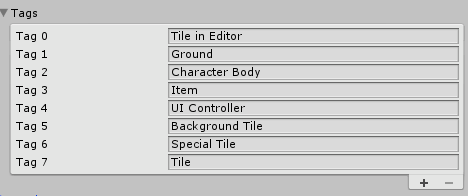 Tags
Tag 0 Tile in Editor
Tag 1 Ground
Tag 2 Character Body
Tag 3 Item
Tag 4 UI Controller
Tag 5 Background Tile
Tag 6 Special Tile
Tag 7 Tile